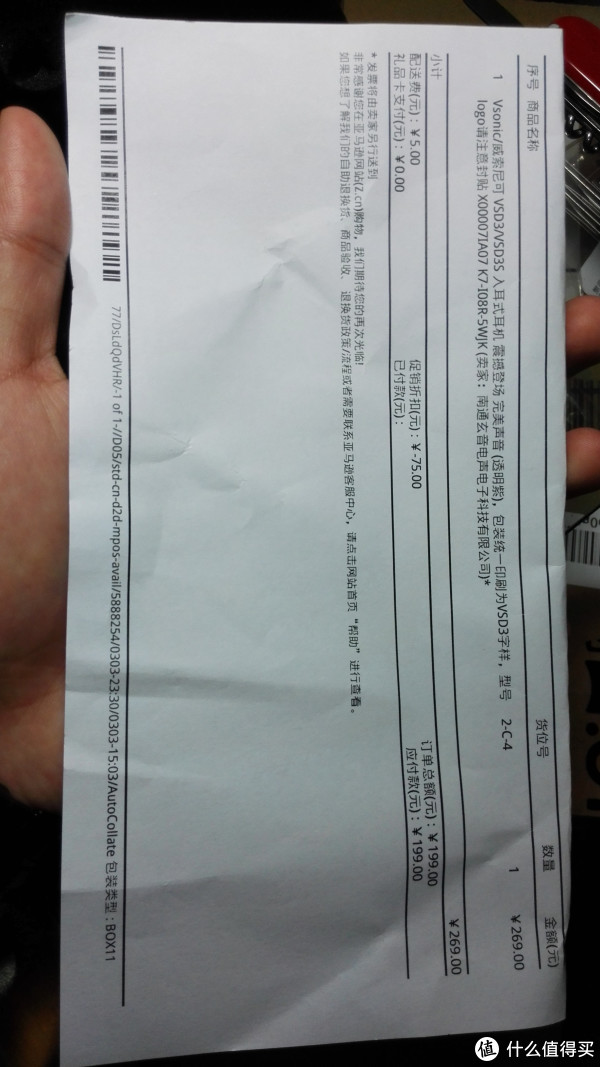 序号 商品名称 货位号 数量 金额(元)
1 Vsonic/威索尼可 VSD3/VSD3S 入耳式耳机 震撼登场 完美声音 (透明紫), 包装统一印刷为VSD3字样, 型号 2-C-4 1 ￥269.00
logo请注意封贴 X00007IA07 K7-I08R-5WJK (卖家: 南通玄音电声电子科技有限公司)*
小计 ￥269.00
配送费(元): ￥5.00 促销折扣(元): ￥-75.00 订单总额(元): ￥199.00
礼品卡支付(元): ￥0.00 已付款(元): 应付款(元): ￥199.00
*发票将由卖家另行送到
非常感谢您在亚马逊网站(Z.cn)购物, 我们期待您的再次光临!
如果您想了解我们的自助退换货、商品验收、退换货政策/流程或者需要联系亚马逊客服中心, 请点击网站首页“帮助”进行查看。
77/DsLdQdVHR/-1 of 1-//D05/std-cn-d2d-mpos-avail/5888254/0303-23:30/0303-15:03/AutoCollate 包装类型: BOX11
值 什么值得买